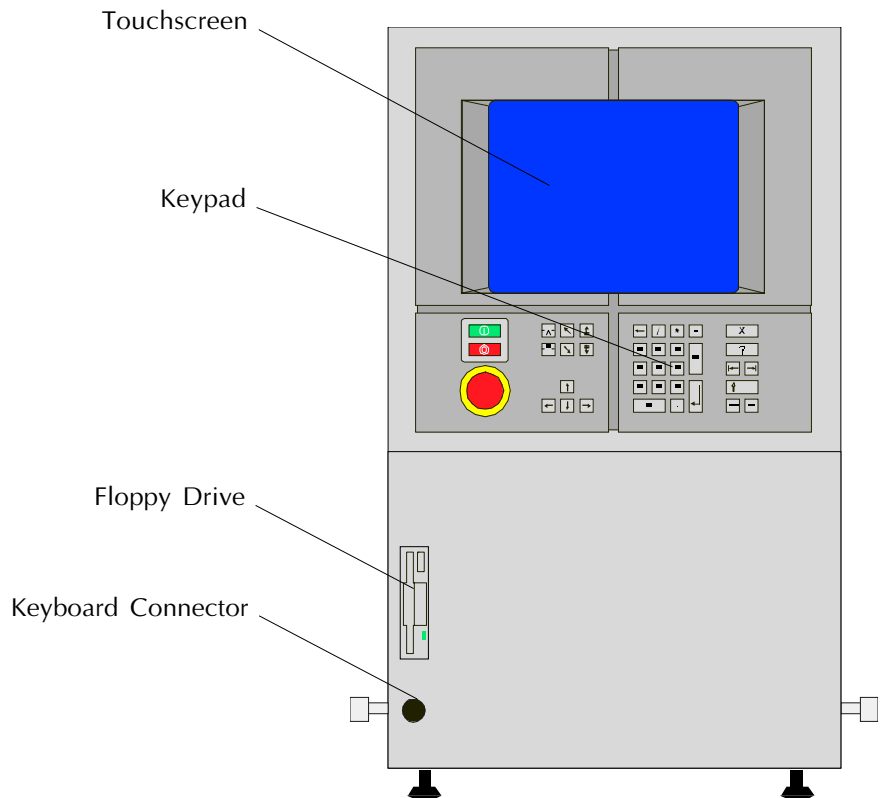 Touchscreen
Keypad
/ * -
X
?
.
Floppy Drive
Keyboard Connector